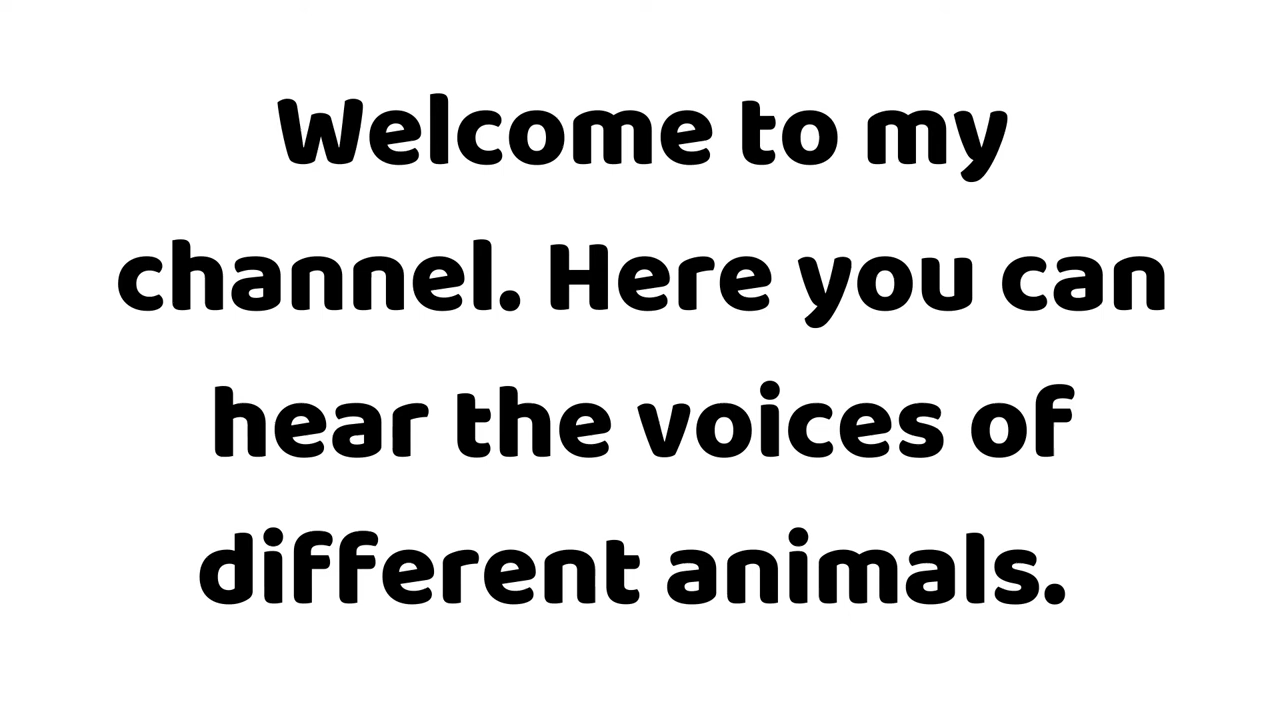 Welcome to my
channel. Here you can
hear the voices of
different animals.